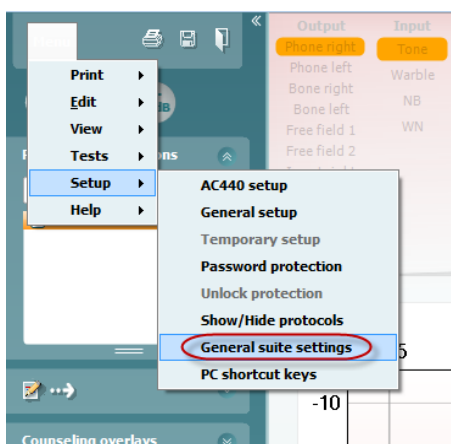 «
Output
Input
Menu
Phone right
Tone
Phone left
Warble
Bone right
NB
Bone left
WN
Free field 1
Free field 2
Print
Edit
View
Tests
Setup
Help
AC440 setup
General setup
Temporary setup
Password protection
Unlock protection
Show/Hide protocols
General suite settings
PC shortcut keys
5
-10
Counseling overlays